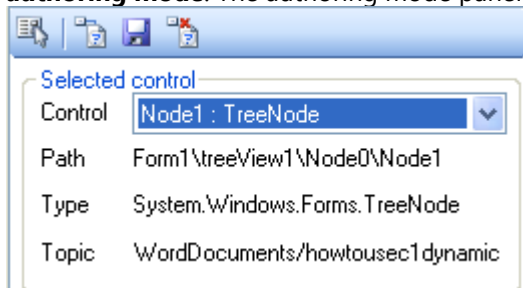 authoring mode. The authoring mode panel
Selected control
Control Node1 : TreeNode
Path Form1\treeView1\Node0\Node1
Type System.Windows.Forms.TreeNode
Topic WordDocuments/howtousec1dynamic